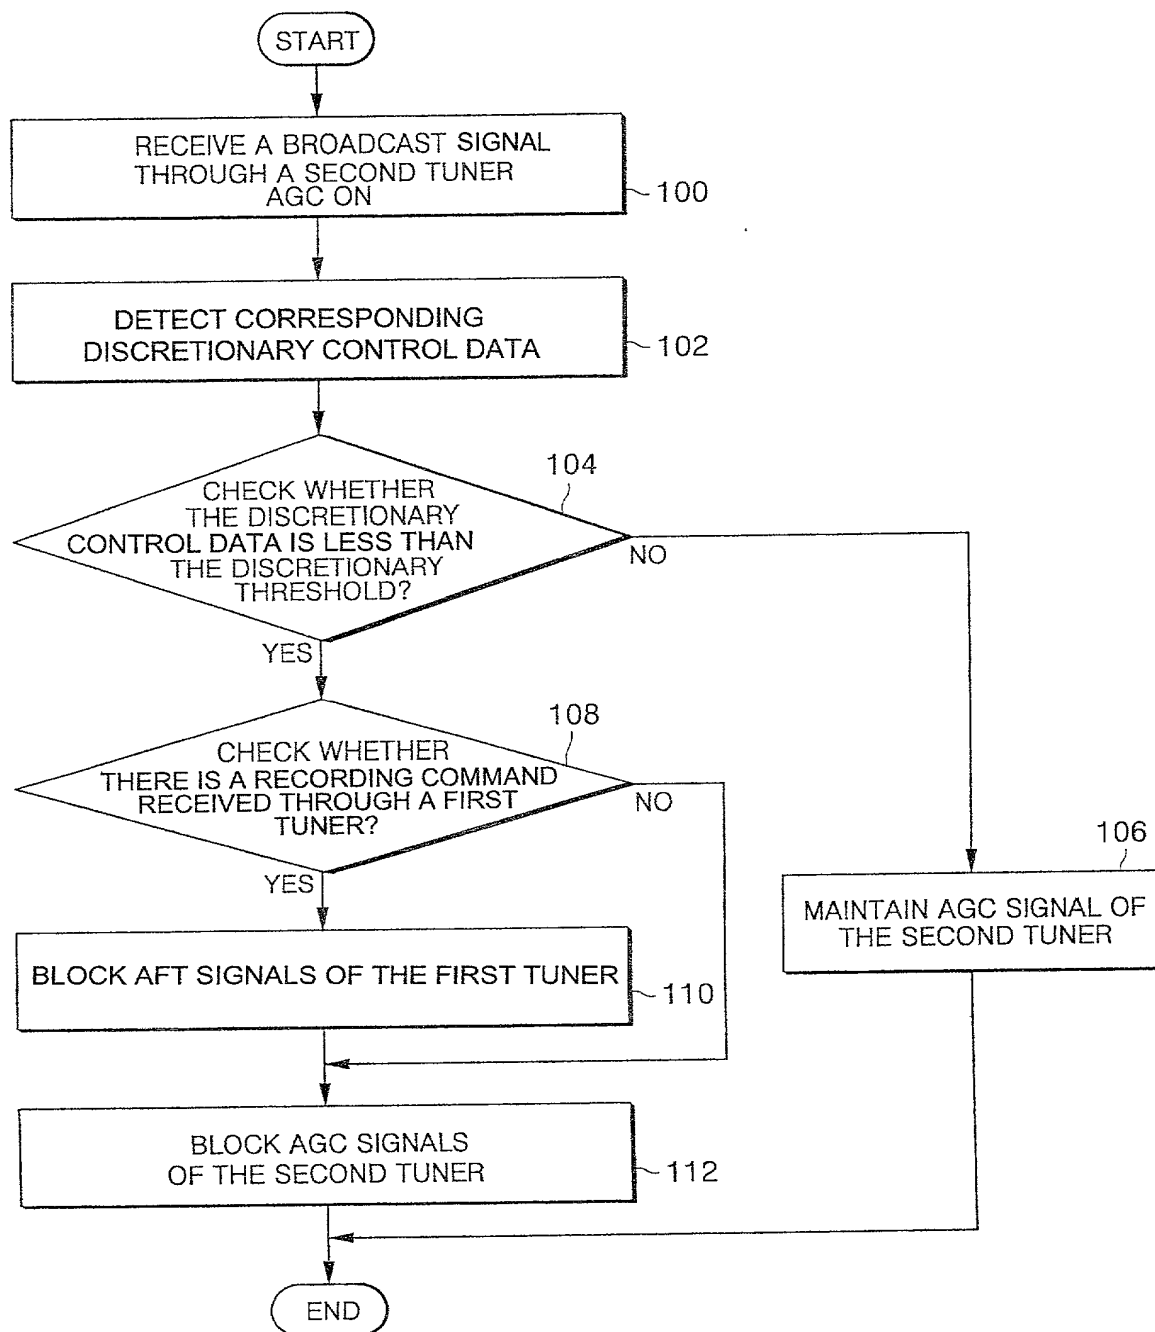 START
RECEIVE A BROADCAST SIGNAL
THROUGH A SECOND TUNER
AGC ON
100
DETECT CORRESPONDING
DISCRETIONARY CONTROL DATA
102
104
CHECK WHETHER
THE DISCRETIONARY
CONTROL DATA IS LESS THAN
THE DISCRETIONARY
THRESHOLD?
NO
YES
108
CHECK WHETHER
THERE IS A RECORDING COMMAND
RECEIVED THROUGH A FIRST
TUNER?
NO
YES
106
MAINTAIN AGC SIGNAL OF
THE SECOND TUNER
BLOCK AFT SIGNALS OF THE FIRST TUNER
110
BLOCK AGC SIGNALS
OF THE SECOND TUNER
112
END